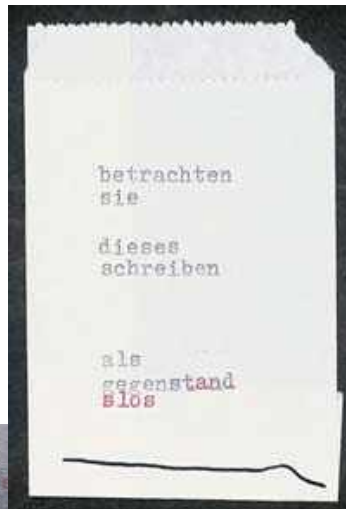 betrachten
sie
dieses
schreiben
als
gegenstand
slos